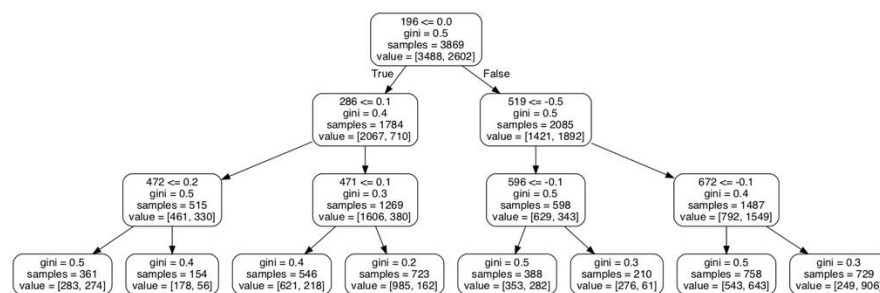 196 <= 0.0
gini = 0.5
samples = 3869
value = [3488, 2602]
True
False
286 <= 0.1
gini = 0.4
samples = 1784
value = [2067, 710]
519 <= -0.5
gini = 0.5
samples = 2085
value = [1421, 1892]
472 <= 0.2
gini = 0.5
samples = 515
value = [461, 330]
471 <= 0.1
gini = 0.3
samples = 1269
value = [1606, 380]
596 <= -0.1
gini = 0.5
samples = 598
value = [629, 343]
672 <= -0.1
gini = 0.4
samples = 1487
value = [792, 1549]
gini = 0.5
samples = 361
value = [283, 274]
gini = 0.4
samples = 154
value = [178, 56]
gini = 0.4
samples = 546
value = [621, 218]
gini = 0.2
samples = 723
value = [985, 162]
gini = 0.5
samples = 388
value = [353, 282]
gini = 0.3
samples = 210
value = [276, 61]
gini = 0.5
samples = 758
value = [543, 643]
gini = 0.3
samples = 729
value = [249, 906]